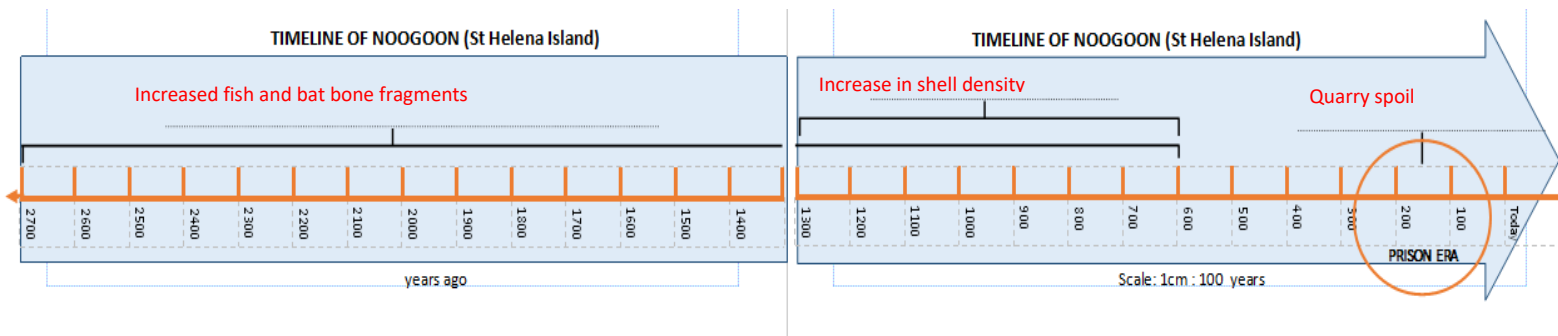 TIMELINE OF NOOGOON (St Helena Island)
Increased fish and bat bone fragments
2700 2600 2500 2400 2300 2200 2100 2000 1900 1800 1700 1600 1500 1400
years ago
TIMELINE OF NOOGOON (St Helena Island)
Increase in shell density
Quarry spoil
1300 1200 1100 1000 900 800 700 600 500 400 300 200 100 Today
PRISON ERA
Scale: 1cm : 100 years